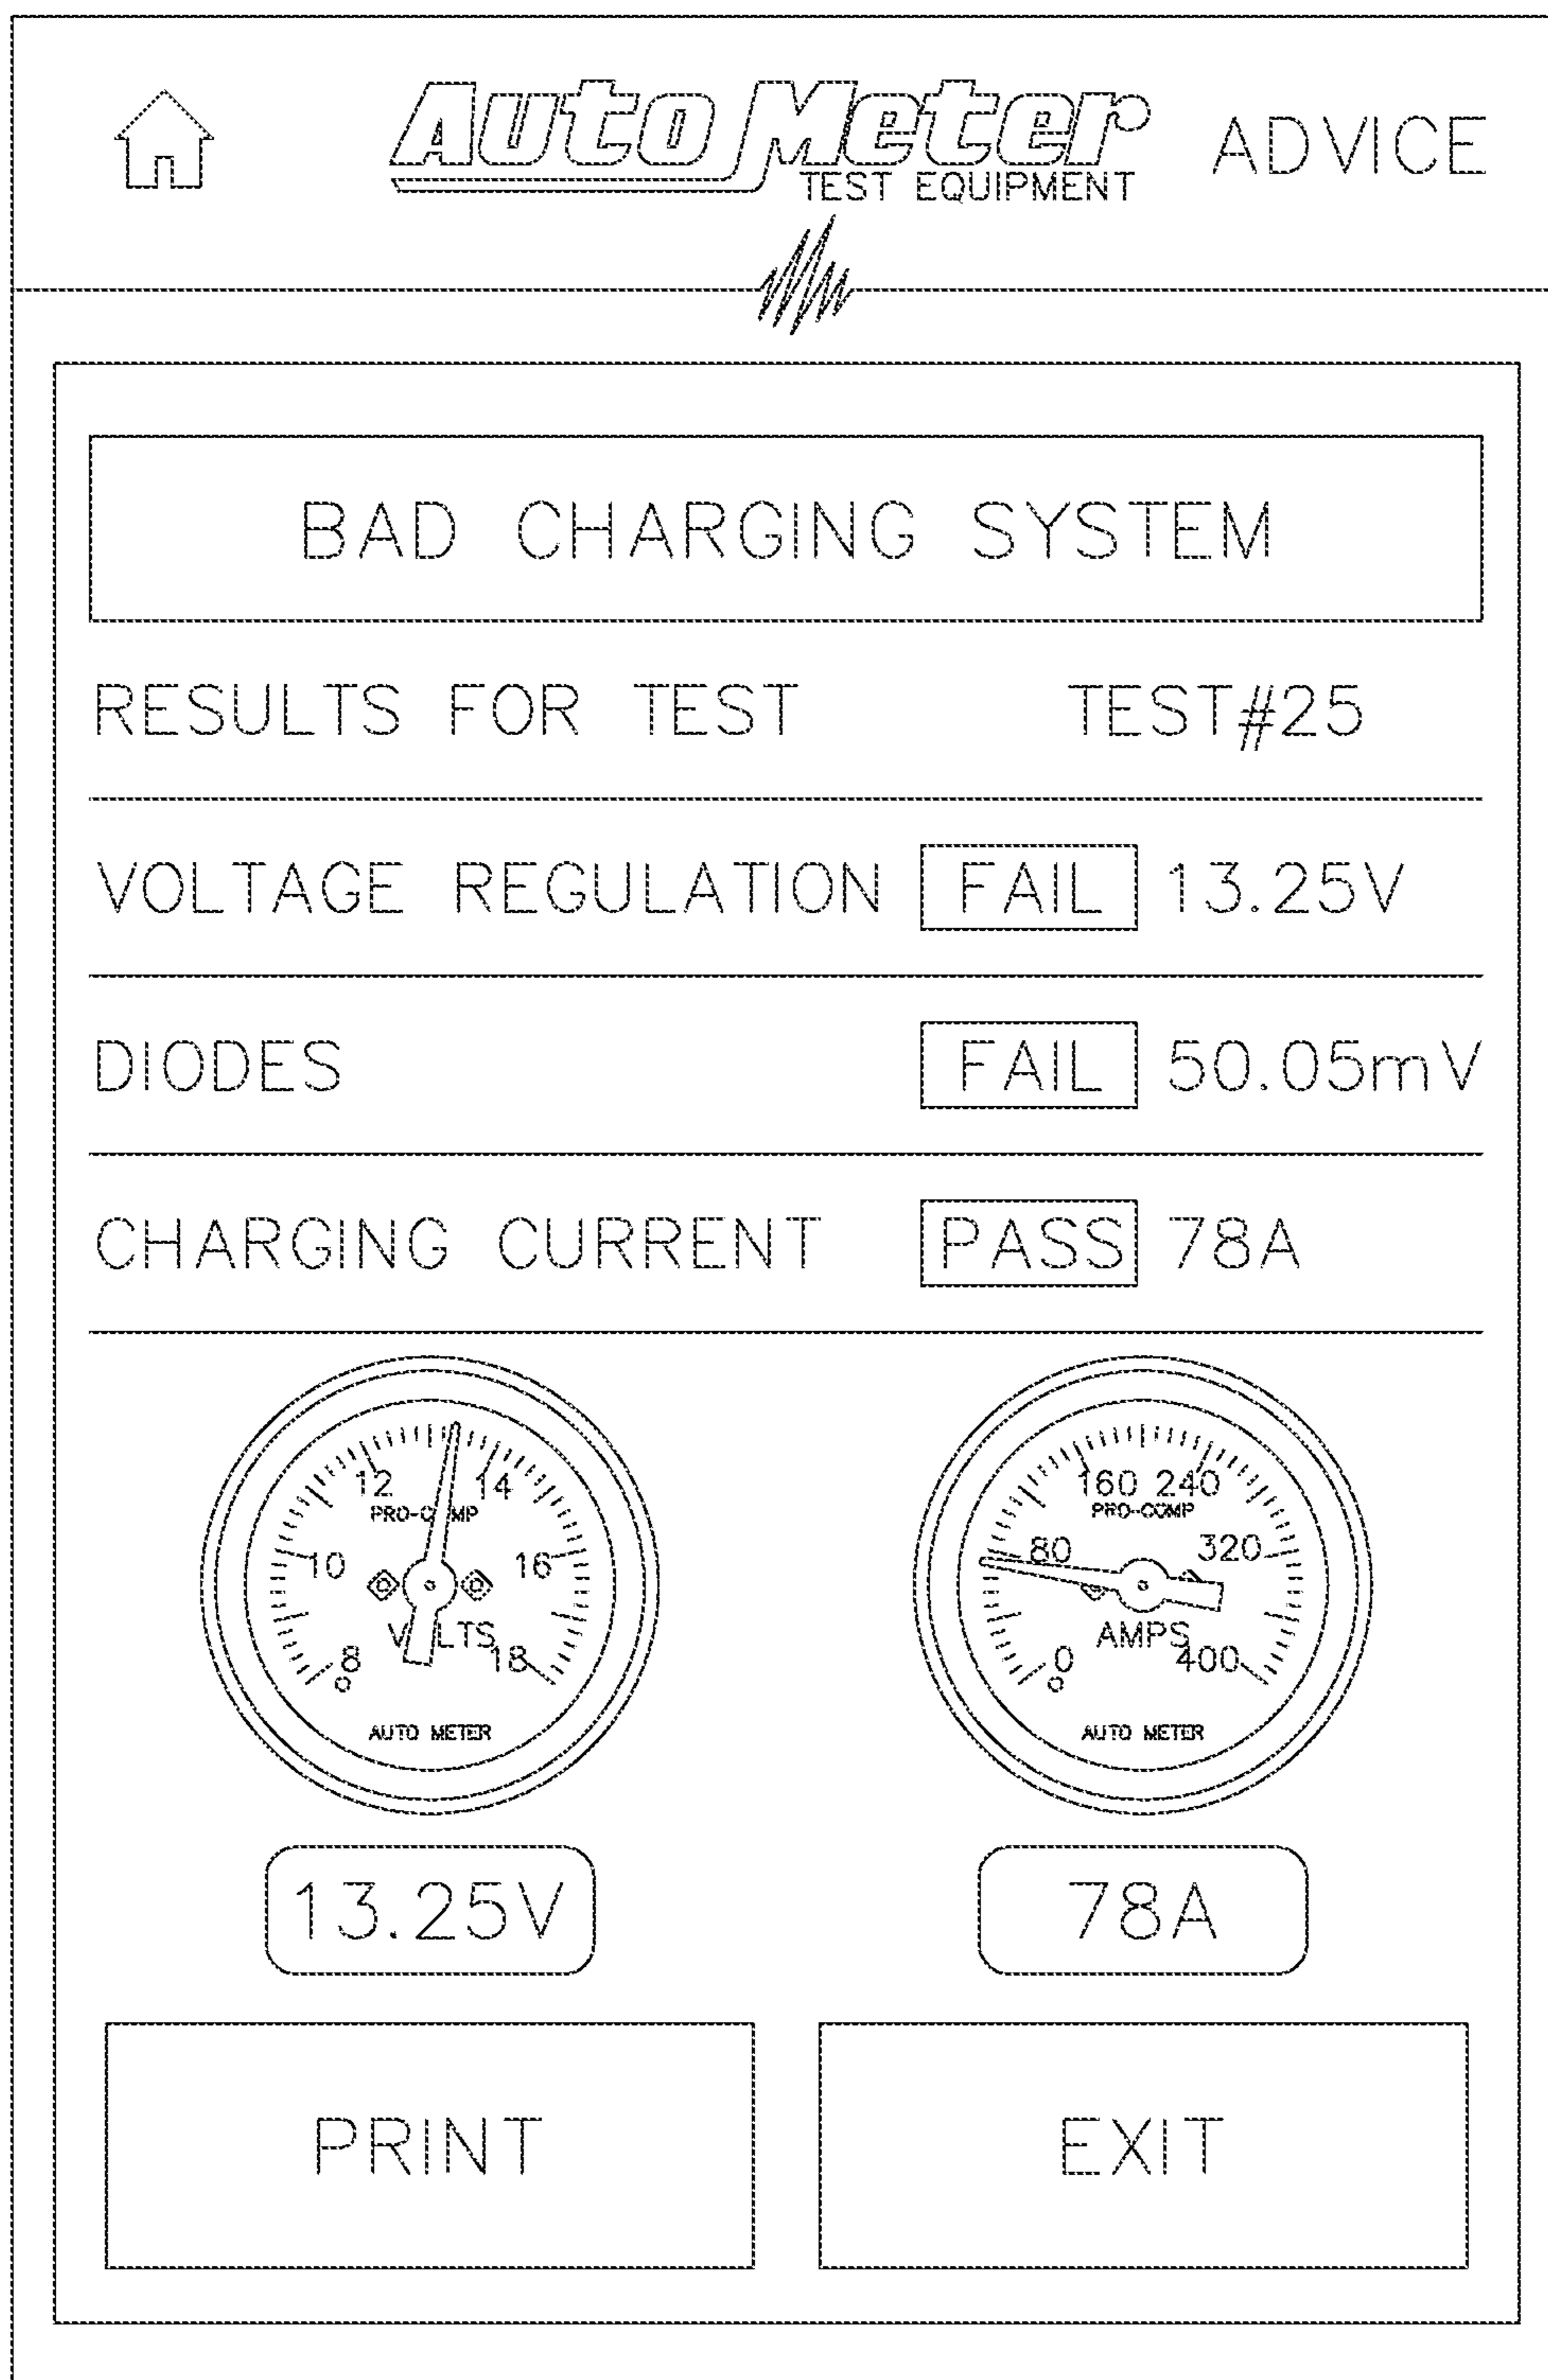 Auto Meter ADVICE
TEST EQUIPMENT
BAD CHARGING SYSTEM
RESULTS FOR TEST TEST#25
VOLTAGE REGULATION FAIL 13.25V
DIODES FAIL 50.05mV
CHARGING CURRENT PASS 78A
12 14
PRO-COMP
10 16
VOLTS
8 18
AUTO METER
160 240
PRO-COMP
80 320
AMPS
0 400
AUTO METER
13.25V 78A
PRINT EXIT